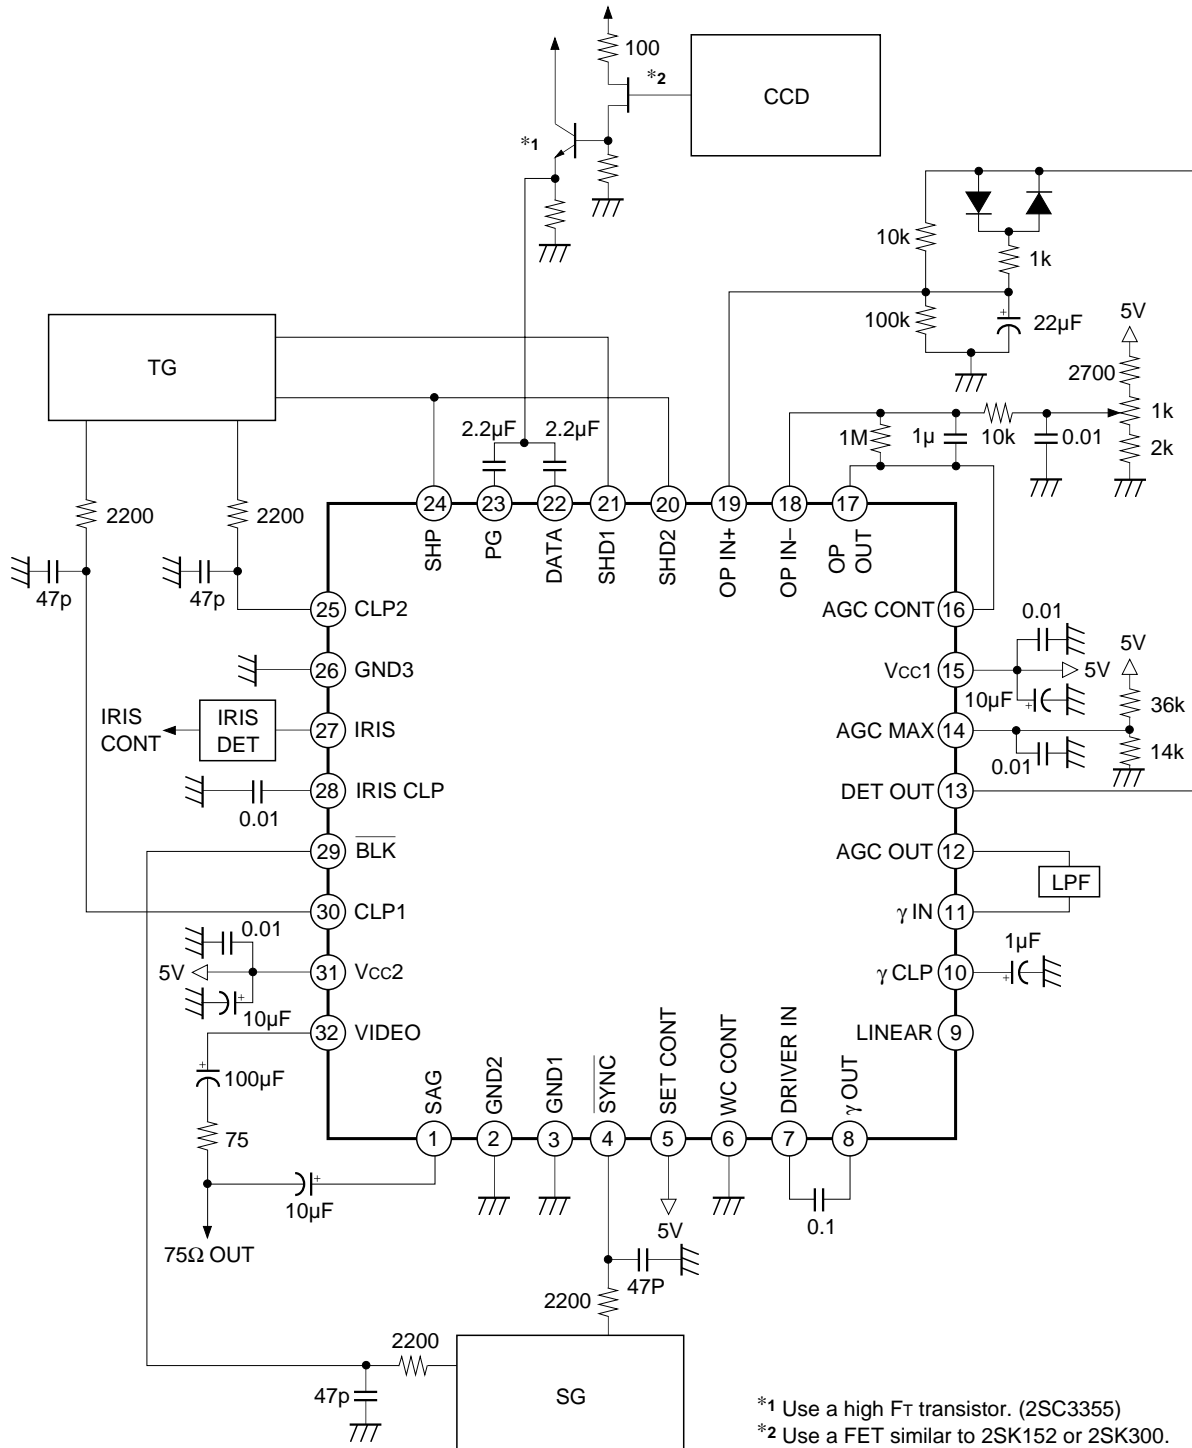 100
*2
CCD
*1
10k
1k
100k
22µF
5V
2700
1k
2k
TG
2.2µF
2.2µF
1M
1µ
10k
0.01
2200
2200
47p
47p
24
23
22
21
20
19
18
17
SHP
PG
DATA
SHD1
SHD2
OP IN+
OP IN–
OP OUT
25 CLP2
26 GND3
IRIS CONT
IRIS DET
27 IRIS
28 IRIS CLP
0.01
29 BLK
30 CLP1
0.01
5V
31 VCC2
10µF
32 VIDEO
100µF
75
10µF
75Ω OUT
AGC CONT 16
0.01
VCC1 15
5V
10µF
5V
36k
AGC MAX 14
0.01
14k
DET OUT 13
AGC OUT 12
LPF
γ IN 11
1µF
γ CLP 10
LINEAR 9
SAG
GND2
GND1
SYNC
SET CONT
WC CONT
DRIVER IN
γ OUT
1
2
3
4
5
6
7
8
5V
0.1
47P
2200
2200
47p
SG
*1 Use a high FT transistor. (2SC3355)
*2 Use a FET similar to 2SK152 or 2SK300.